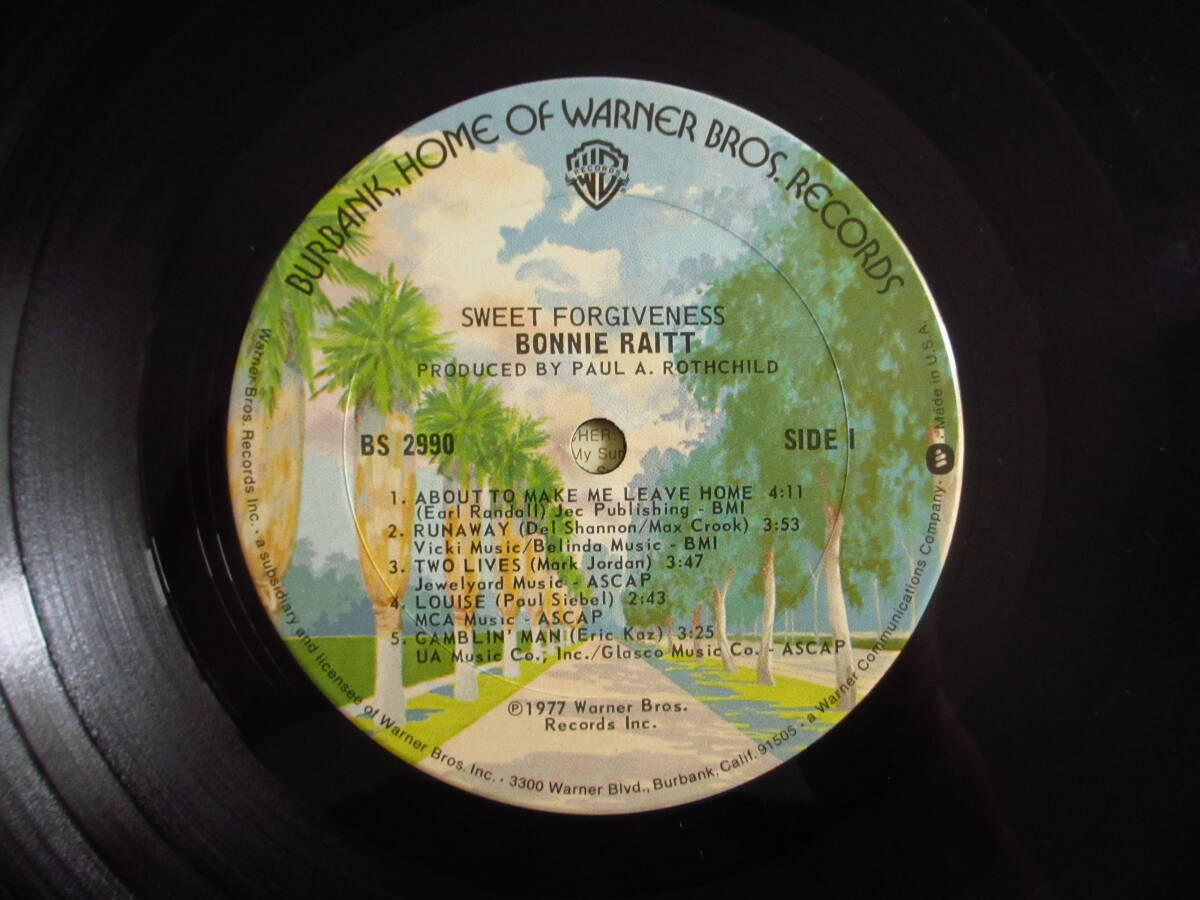 BURBANK, HOME OF WARNER BROS. RECORDS
WB
RECORDS
SWEET FORGIVENESS
BONNIE RAITT
PRODUCED BY PAUL A. ROTHCHILD
BS 2990
SIDE 1
CHER:
My Sur
1. ABOUT TO MAKE ME LEAVE HOME 4:11
(Earl Randall) Jec Publishing - BMI
2. RUNAWAY (Del Shannon/Max Crook) 3:53
Vicki Music/Belinda Music - BMI
3. TWO LIVES (Mark Jordan) 3:47
Jewelyard Music - ASCAP
4. LOUISE (Paul Siebel) 2:43
MCA Music - ASCAP
5. GAMBLIN' MAN (Eric Kaz) 3:25
UA Music Co., Inc./Glasco Music Co. - ASCAP
℗1977 Warner Bros.
Records Inc.
Warner Bros. Records Inc. • a subsidiary and licensee of Warner Bros. Inc. • 3300 Warner Blvd., Burbank, Calif. 91505 • a Warner Communications Company. • Made in U.S.A.